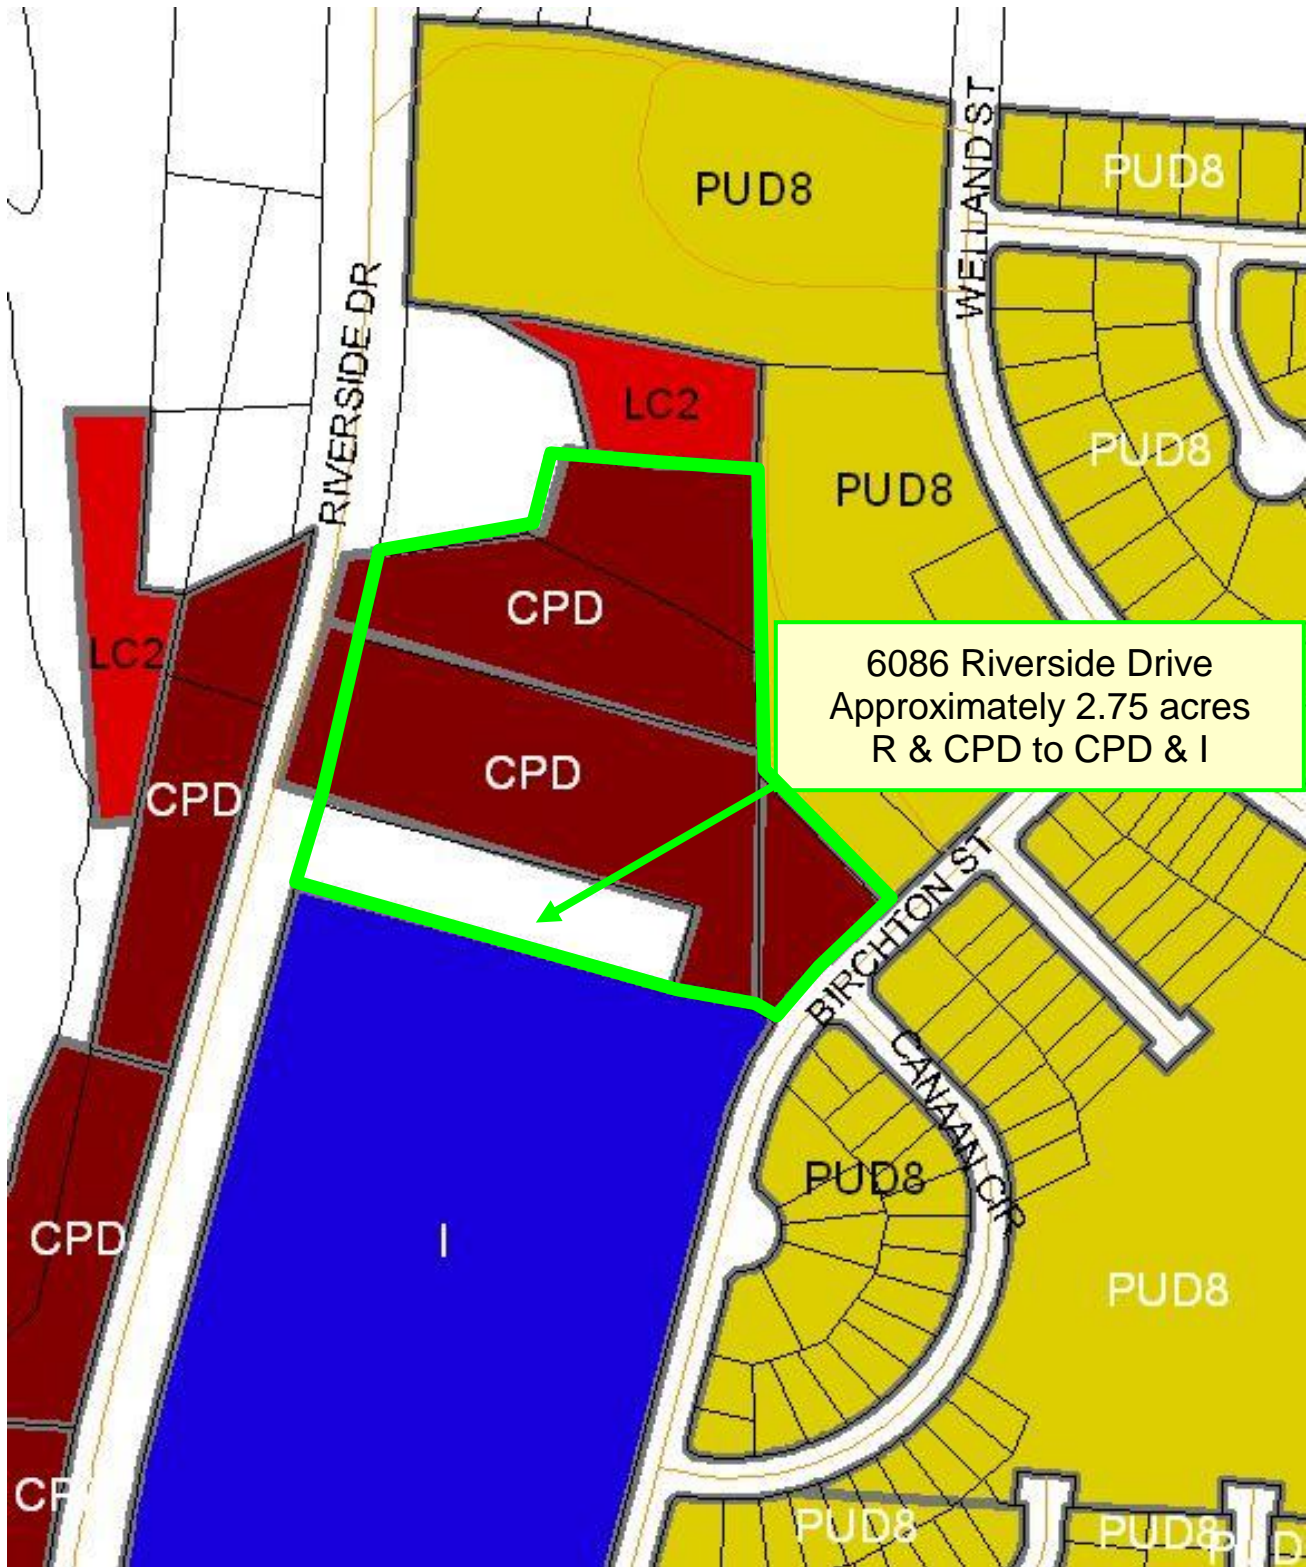 PUD8
WELLAND ST
PUD8
RIVERSIDE DR
LC2
PUD8
PUD8
CPD
LC2
6086 Riverside Drive
Approximately 2.75 acres
R & CPD to CPD & I
CPD
CPD
BIRCHTON ST
CANAAN CIR
PUD8
CPD
I
PUD8
PUD8
PUD8